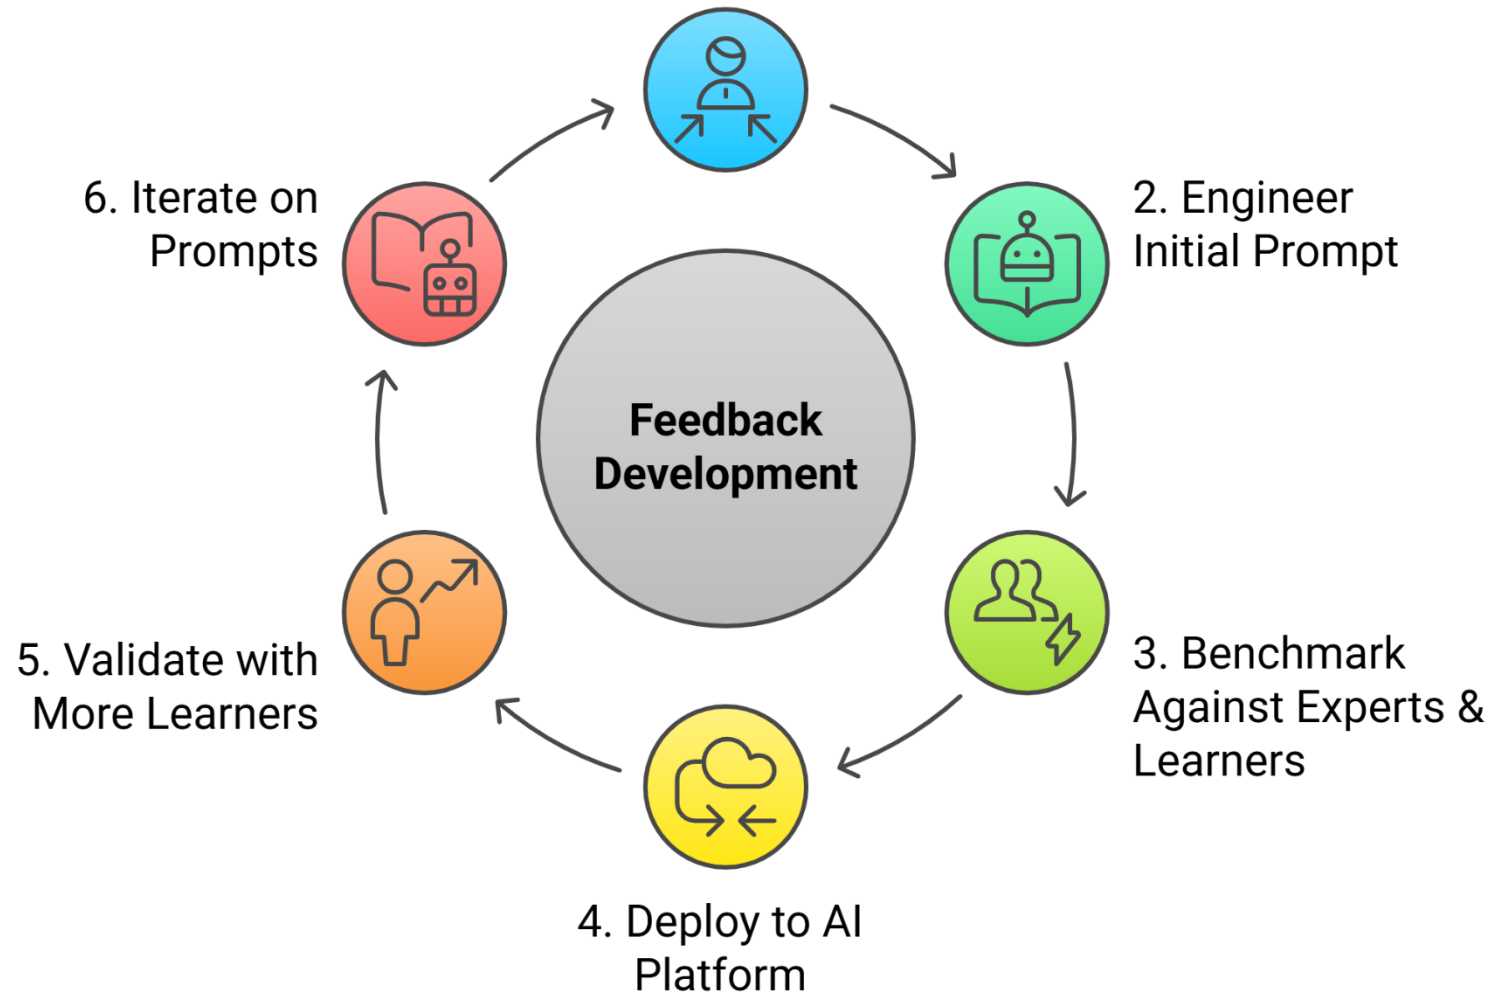 2. Engineer
Initial Prompt
3. Benchmark
Against Experts &
Learners
4. Deploy to AI
Platform
5. Validate with
More Learners
6. Iterate on
Prompts
Feedback
Development